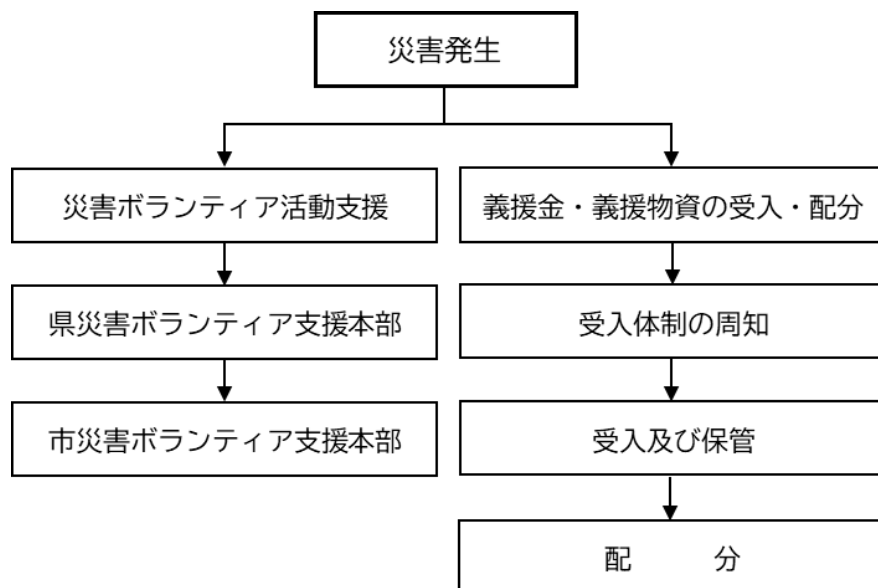 災害発生
災害ボランティア活動支援
県災害ボランティア支援本部
市災害ボランティア支援本部
義援金・義援物資の受入・配分
受入体制の周知
受入及び保管
配　　　分